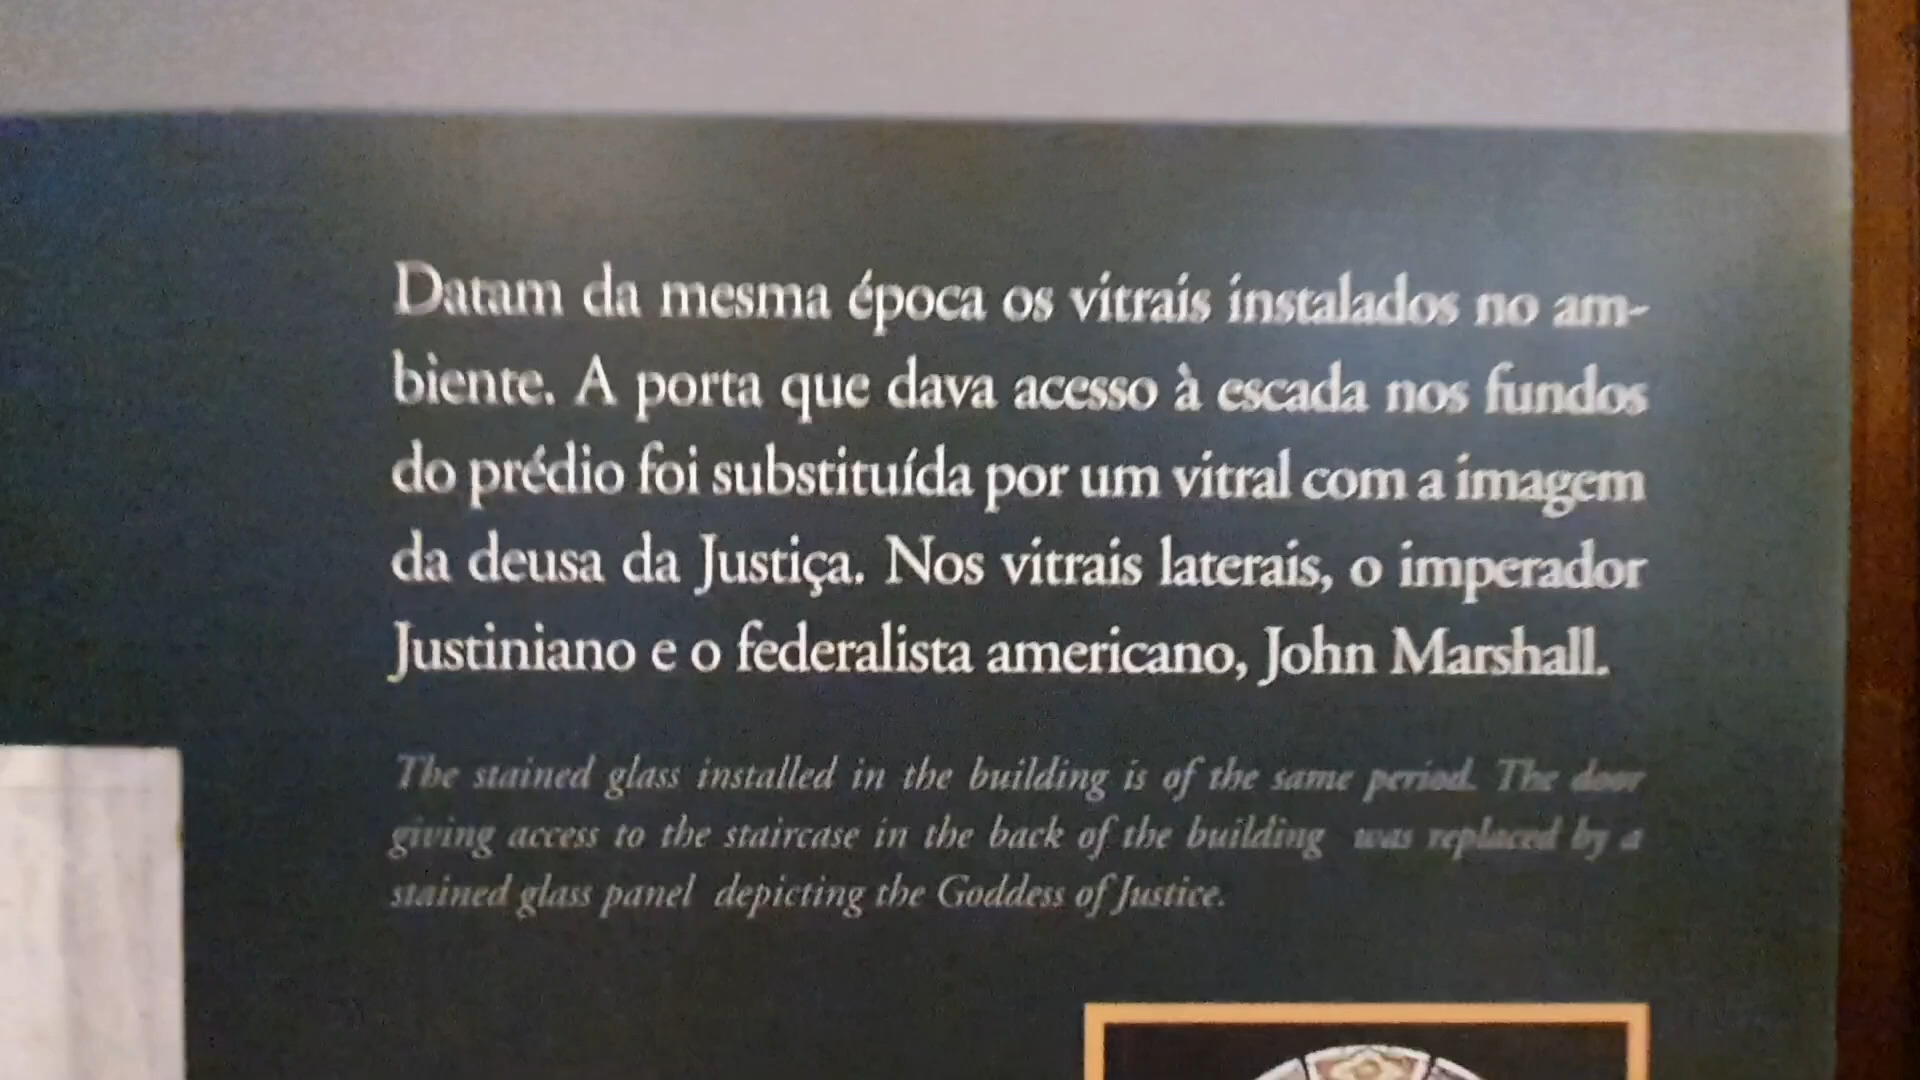 Datam da mesma época os vitrais instalados no am-
biente. A porta que dava acesso à escada nos fundos
do prédio foi substituída por um vitral com a imagem
da deusa da Justiça. Nos vitrais laterais, o imperador
Justiniano e o federalista americano, John Marshall.
The stained glass installed in the building is of the same period. The door
giving access to the staircase in the back of the building was replaced by a
stained glass panel depicting the Goddess of Justice.